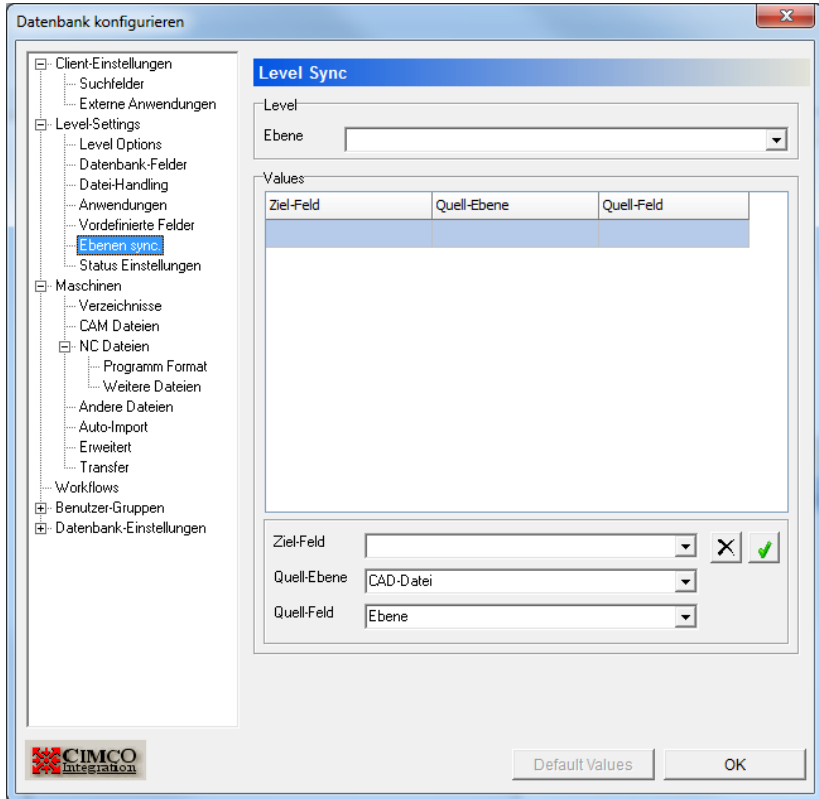 Datenbank konfigurieren
Client-Einstellungen
Suchfelder
Externe Anwendungen
Level-Settings
Level Options
Datenbank-Felder
Datei-Handling
Anwendungen
Vordefinierte Felder
Ebenen sync.
Status Einstellungen
Maschinen
Verzeichnisse
CAM Dateien
NC Dateien
Programm Format
Weitere Dateien
Andere Dateien
Auto-Import
Erweitert
Transfer
Workflows
Benutzer-Gruppen
Datenbank-Einstellungen
Level Sync
Level
Ebene
Values
Ziel-Feld Quell-Ebene Quell-Feld
Ziel-Feld
Quell-Ebene CAD-Datei
Quell-Feld Ebene
CIMCO
Integration
Default Values OK